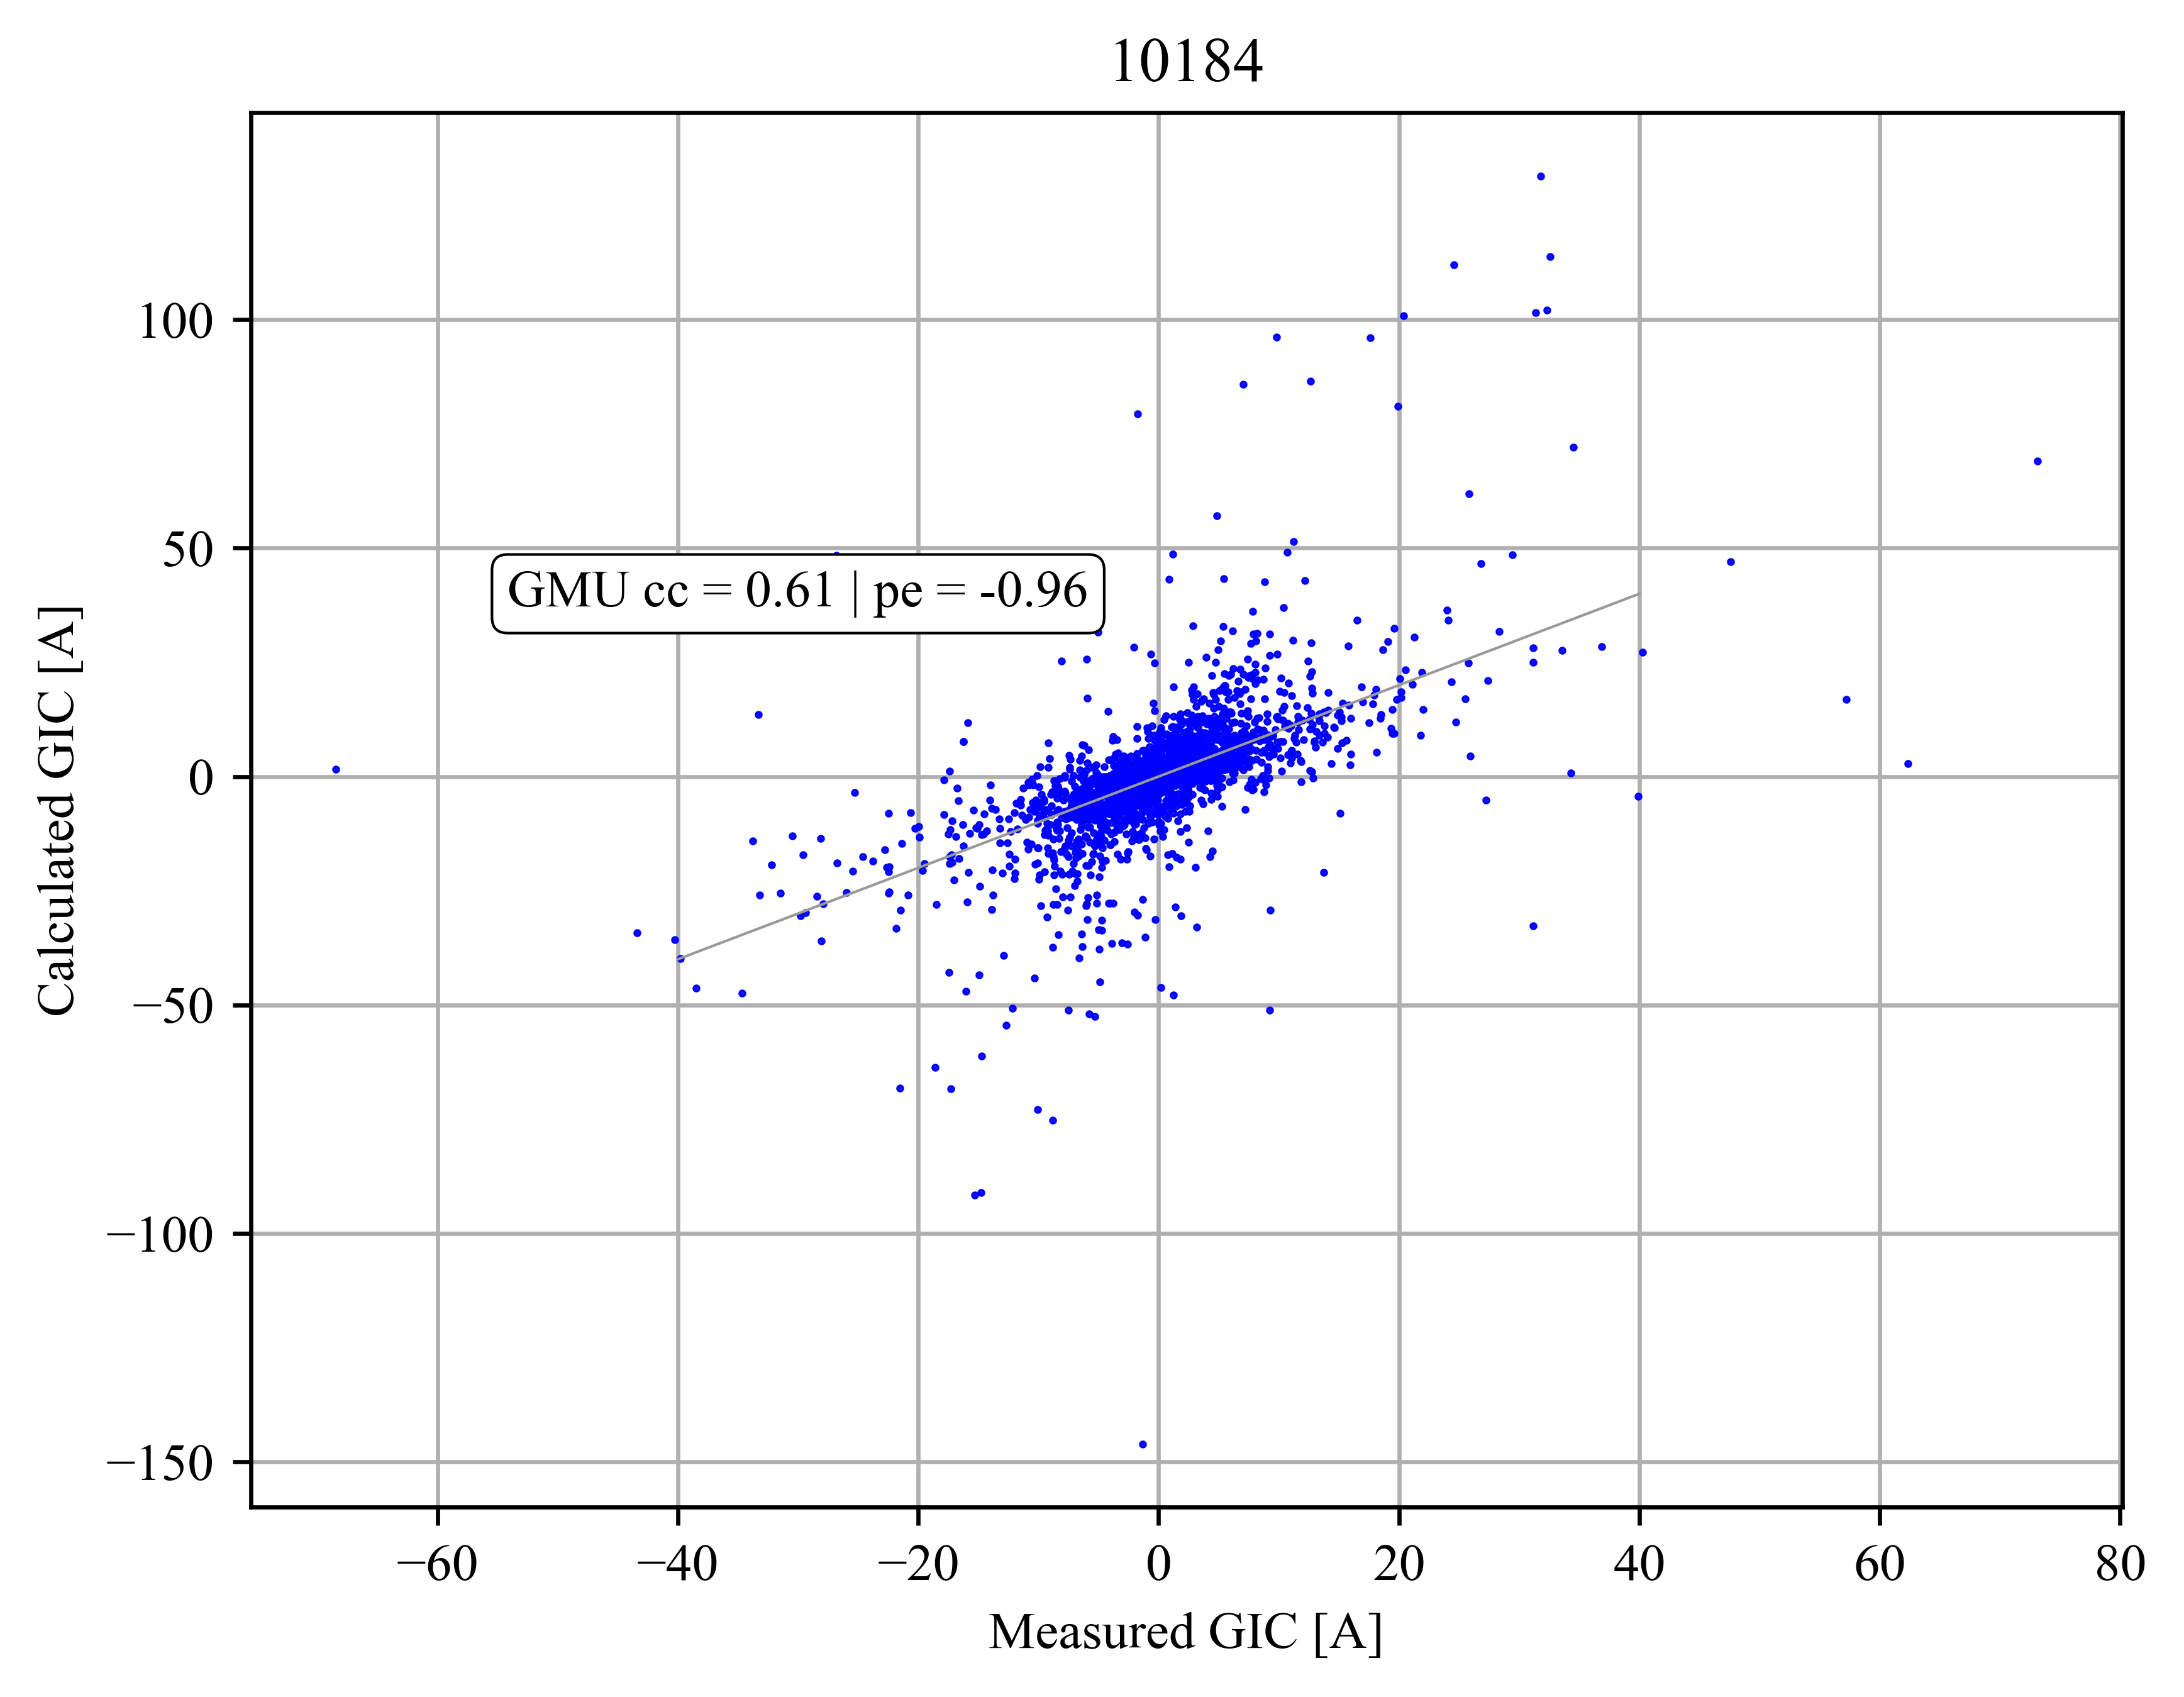 10184
100
50
0
−50
−100
−150
Calculated GIC [A]
GMU cc = 0.61 | pe = -0.96
−60 −40 −20 0 20 40 60 80
Measured GIC [A]